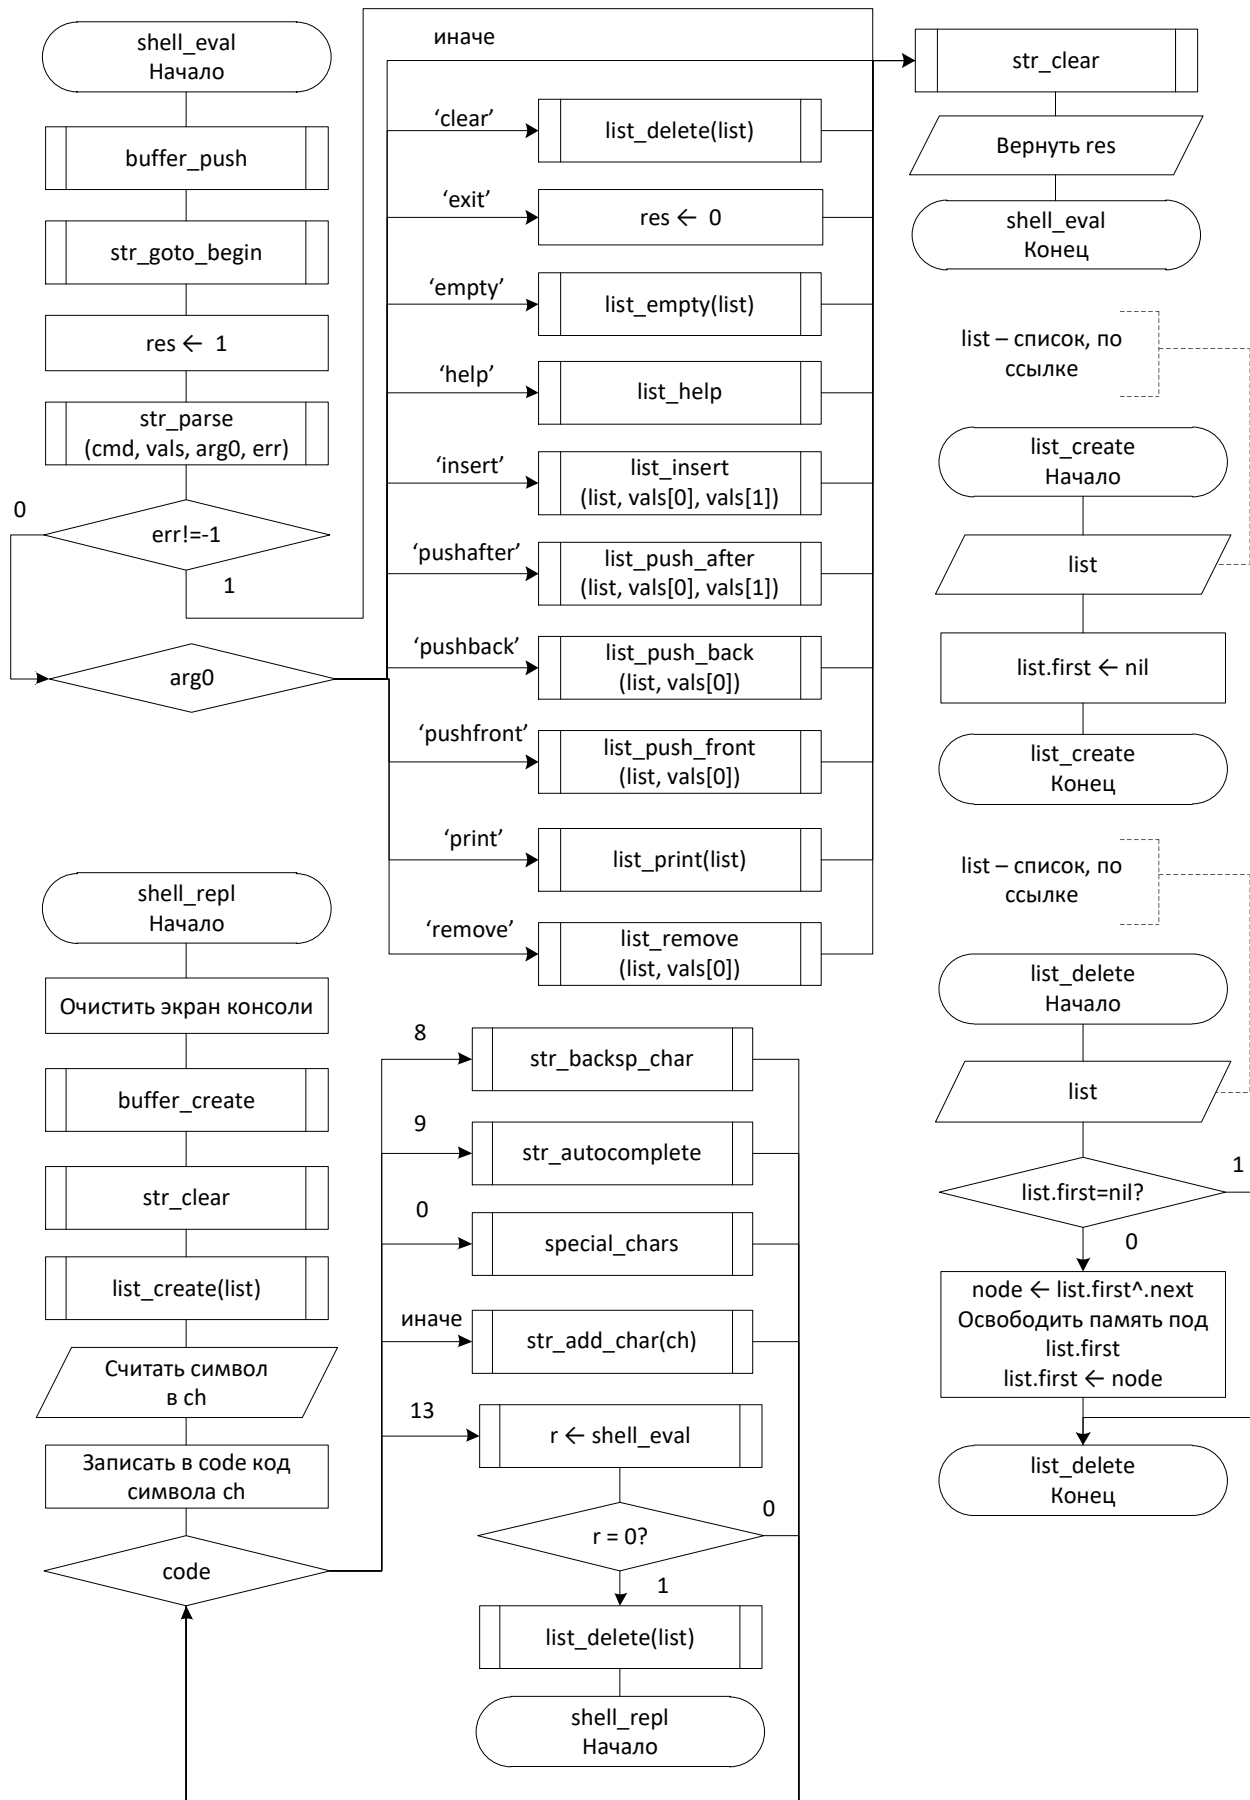 shell_eval
Начало
buffer_push
str_goto_begin
res ← 1
str_parse
(cmd, vals, arg0, err)
0
err!=-1
1
arg0
иначе
‘clear’
list_delete(list)
‘exit’
res ← 0
‘empty’
list_empty(list)
‘help’
list_help
‘insert’
list_insert
(list, vals[0], vals[1])
‘pushafter’
list_push_after
(list, vals[0], vals[1])
‘pushback’
list_push_back
(list, vals[0])
‘pushfront’
list_push_front
(list, vals[0])
‘print’
list_print(list)
‘remove’
list_remove
(list, vals[0])
str_clear
Вернуть res
shell_eval
Конец
list – список, по
ссылке
list_create
Начало
list
list.first ← nil
list_create
Конец
list – список, по
ссылке
list_delete
Начало
list
list.first=nil?
1
0
node ← list.first^.next
Освободить память под
list.first
list.first ← node
list_delete
Конец
shell_repl
Начало
Очистить экран консоли
buffer_create
str_clear
list_create(list)
Считать символ
в ch
Записать в code код
символа ch
code
8
str_backsp_char
9
str_autocomplete
0
special_chars
иначе
str_add_char(ch)
13
r ← shell_eval
r = 0?
0
1
list_delete(list)
shell_repl
Начало